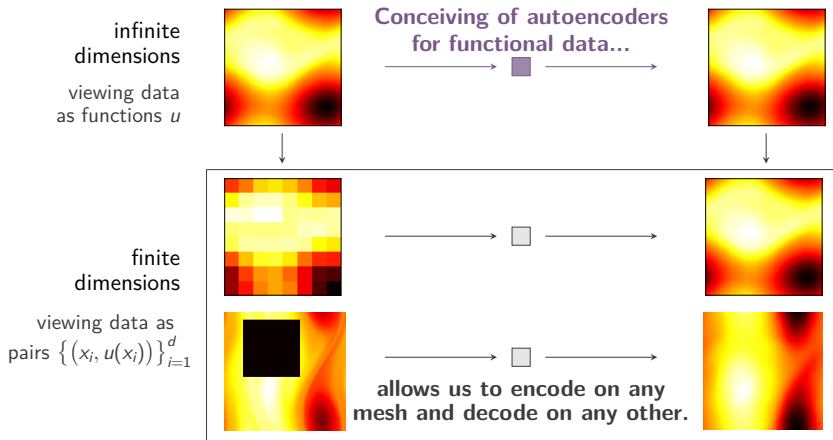 infinite
dimensions
viewing data
as functions u
Conceiving of autoencoders
for functional data...
finite
dimensions
viewing data as
pairs {(xᵢ, u(xᵢ))}ᵈᵢ₌₁
allows us to encode on any
mesh and decode on any other.